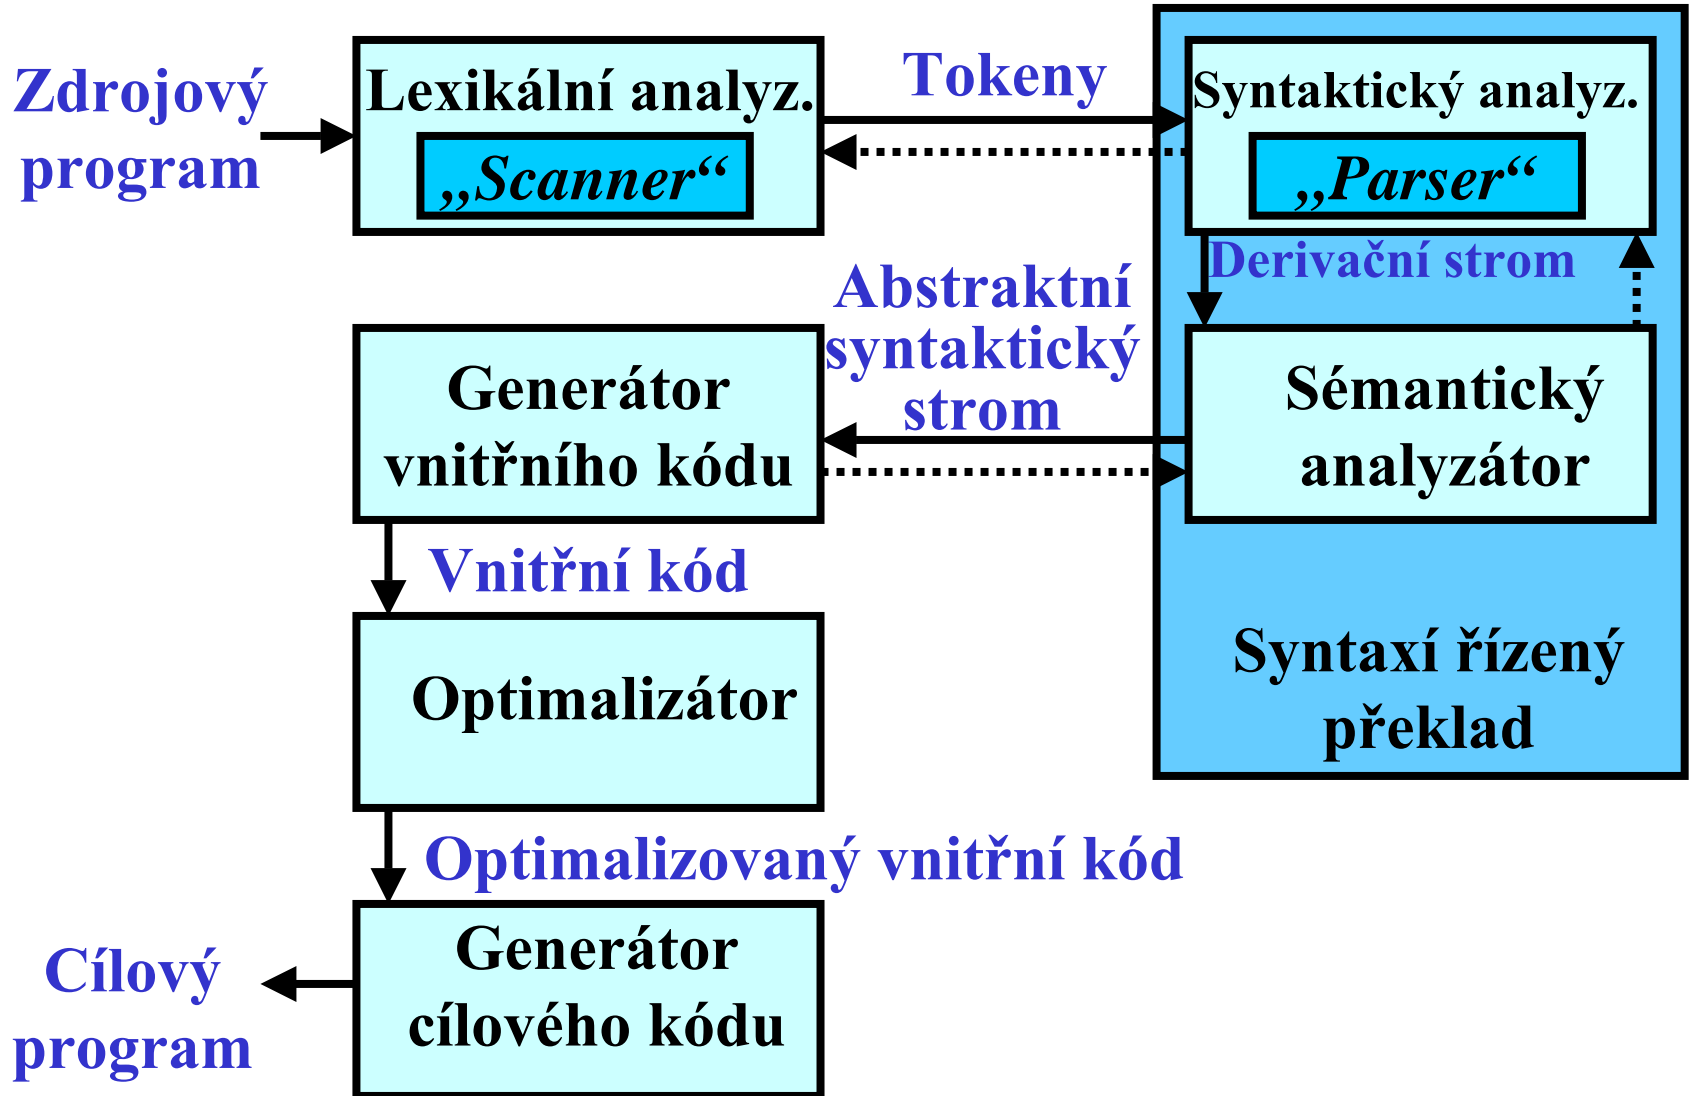 Zdrojový
program
Lexikální analyz.
„Scanner“
Tokeny
Syntaktický analyz.
„Parser“
Derivační strom
Abstraktní
syntaktický
strom
Generátor
vnitřního kódu
Sémantický
analyzátor
Vnitřní kód
Syntaxí řízený
překlad
Optimalizátor
Optimalizovaný vnitřní kód
Generátor
cílového kódu
Cílový
program